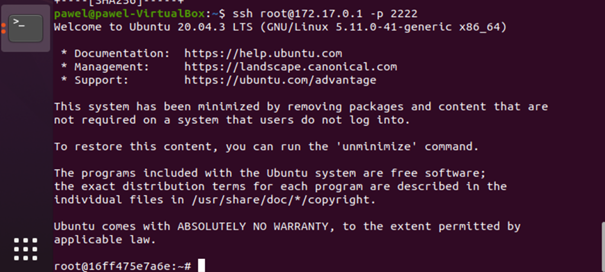 +----[SHA256]-----+
pawel@pawel-VirtualBox:~$ ssh root@172.17.0.1 -p 2222
Welcome to Ubuntu 20.04.3 LTS (GNU/Linux 5.11.0-41-generic x86_64)

 * Documentation:  https://help.ubuntu.com
 * Management:     https://landscape.canonical.com
 * Support:        https://ubuntu.com/advantage

This system has been minimized by removing packages and content that are
not required on a system that users do not log into.

To restore this content, you can run the 'unminimize' command.

The programs included with the Ubuntu system are free software;
the exact distribution terms for each program are described in the
individual files in /usr/share/doc/*/copyright.

Ubuntu comes with ABSOLUTELY NO WARRANTY, to the extent permitted by
applicable law.

root@16ff475e7a6e:~#